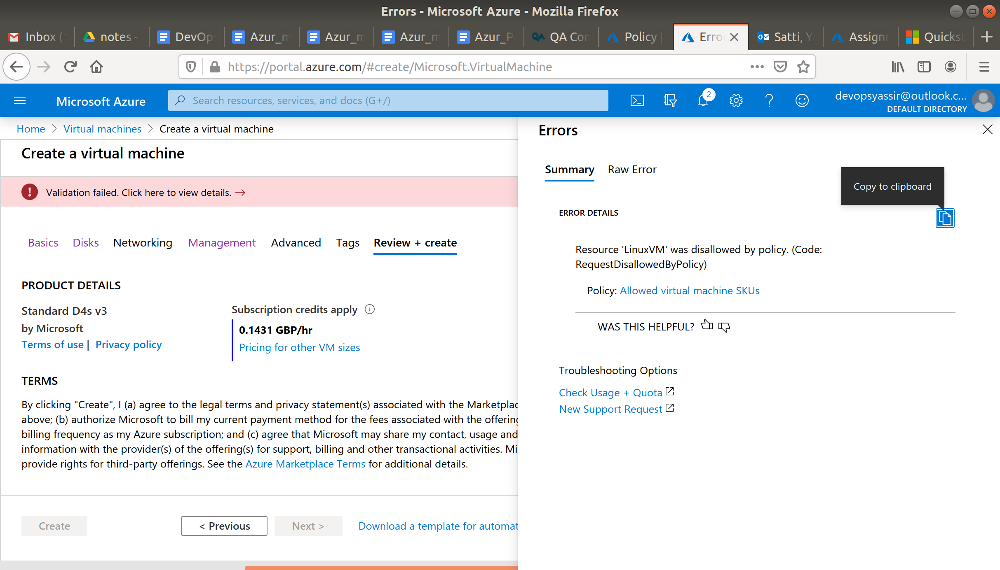 Errors - Microsoft Azure - Mozilla Firefox
Inbox (
notes -
DevOps
Azur_m
Azur_m
Azur_m
Azur_P
QA Con
Policy |
Erro
Satti, Y
Assign
Quickst
https://portal.azure.com/#create/Microsoft.VirtualMachine
Microsoft Azure
Search resources, services, and docs (G+/)
2
devopsyassir@outlook.c...
DEFAULT DIRECTORY
Home > Virtual machines > Create a virtual machine
Create a virtual machine
Validation failed. Click here to view details. →
Basics Disks Networking Management Advanced Tags Review + create
PRODUCT DETAILS
Standard D4s v3
by Microsoft
Terms of use | Privacy policy
Subscription credits apply
0.1431 GBP/hr
Pricing for other VM sizes
TERMS
By clicking "Create", I (a) agree to the legal terms and privacy statement(s) associated with the Marketplac
above; (b) authorize Microsoft to bill my current payment method for the fees associated with the offering
billing frequency as my Azure subscription; and (c) agree that Microsoft may share my contact, usage and
information with the provider(s) of the offering(s) for support, billing and other transactional activities. Mi
provide rights for third-party offerings. See the Azure Marketplace Terms for additional details.
Create
< Previous
Next >
Download a template for automat
Errors
Summary Raw Error
Copy to clipboard
ERROR DETAILS
Resource 'LinuxVM' was disallowed by policy. (Code:
RequestDisallowedByPolicy)
Policy: Allowed virtual machine SKUs
WAS THIS HELPFUL?
Troubleshooting Options
Check Usage + Quota
New Support Request